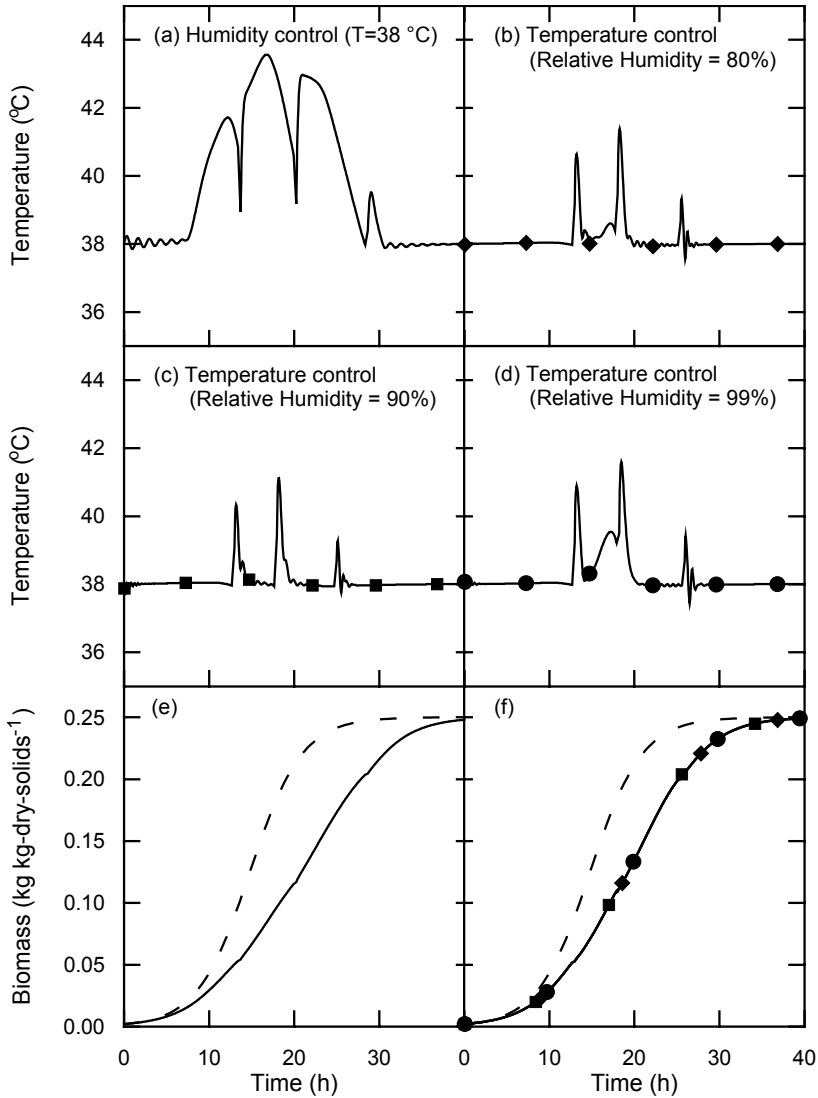 (a) Humidity control (T=38 °C)
(b) Temperature control
(Relative Humidity = 80%)
Temperature (ºC)
44
42
40
38
36
(c) Temperature control
(Relative Humidity = 90%)
(d) Temperature control
(Relative Humidity = 99%)
Temperature (ºC)
44
42
40
38
36
(e)
(f)
Biomass (kg kg-dry-solids⁻¹)
0.25
0.20
0.15
0.10
0.05
0.00
0 10 20 30 0 10 20 30 40
Time (h) Time (h)